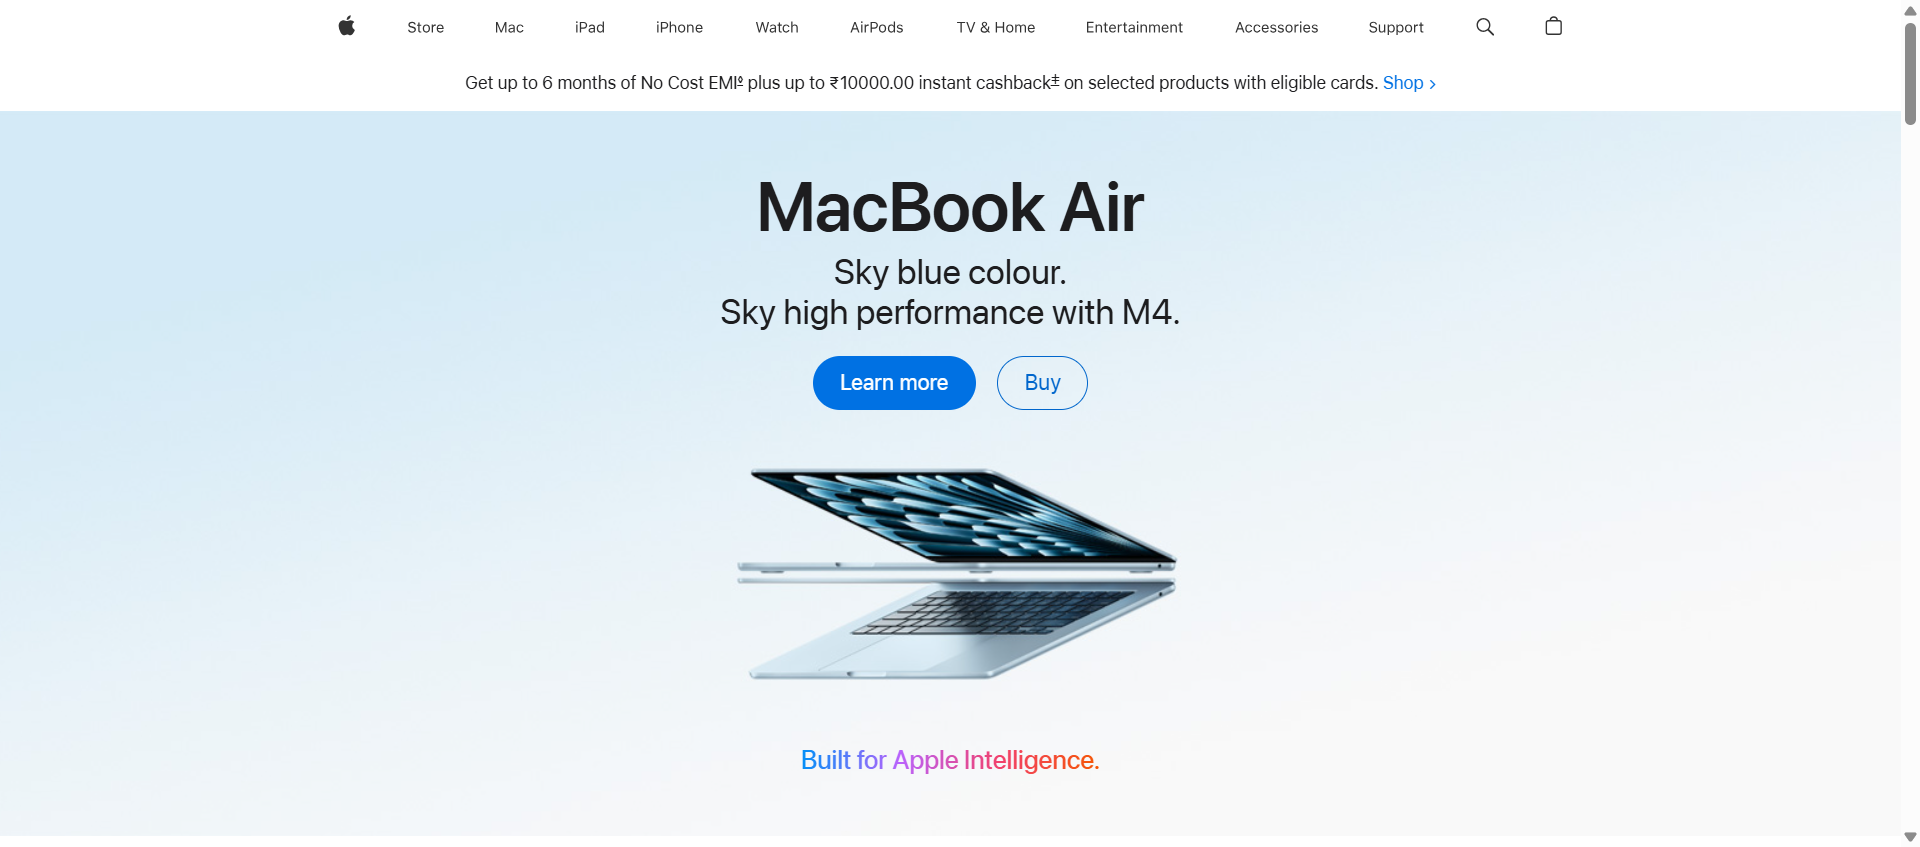 Store Mac iPad iPhone Watch AirPods TV & Home Entertainment Accessories Support
Get up to 6 months of No Cost EMI◊ plus up to ₹10000.00 instant cashback± on selected products with eligible cards. Shop >
MacBook Air
Sky blue colour.
Sky high performance with M4.
Learn more Buy
Built for Apple Intelligence.